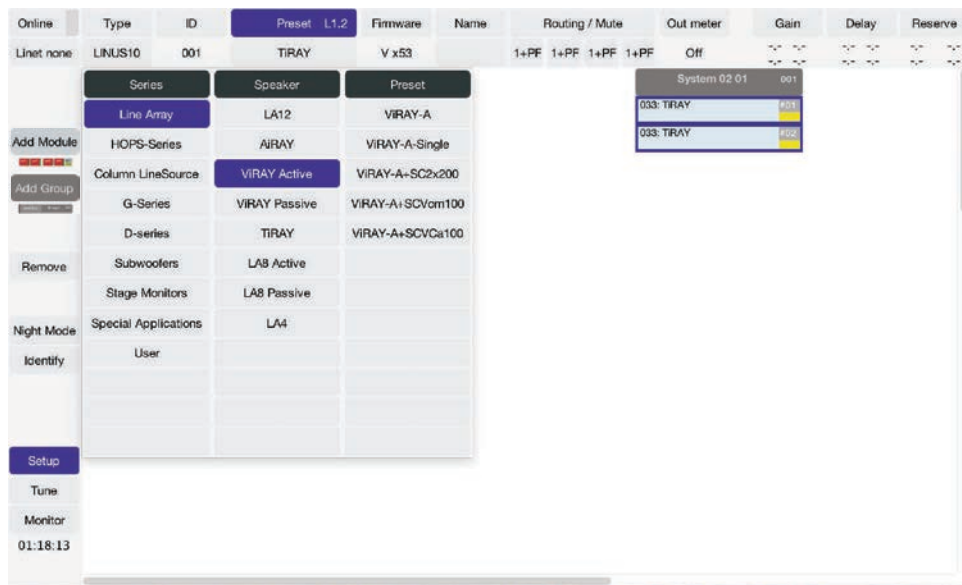 Online Type ID Preset L1.2 Firmware Name Routing / Mute Out meter Gain Delay Reserve
Linet none LINUS10 001 TiRAY V x53 1+PF 1+PF 1+PF 1+PF Off -.- -.- -.- -.- -.- -.-
-.- -.- -.- -.- -.- -.-
Series Speaker Preset System 02 01 001
Line Array LA12 ViRAY-A 033: TiRAY #01
Add Module HOPS-Series AiRAY ViRAY-A-Single 033: TiRAY #02
Column LineSource ViRAY Active ViRAY-A+SC2x200
Add Group
G-Series ViRAY Passive ViRAY-A+SCVom100
D-series TiRAY ViRAY-A+SCVCa100
Remove Subwoofers LA8 Active
Stage Monitors LA8 Passive
Night Mode Special Applications LA4
Identify User
Setup
Tune
Monitor
01:18:13